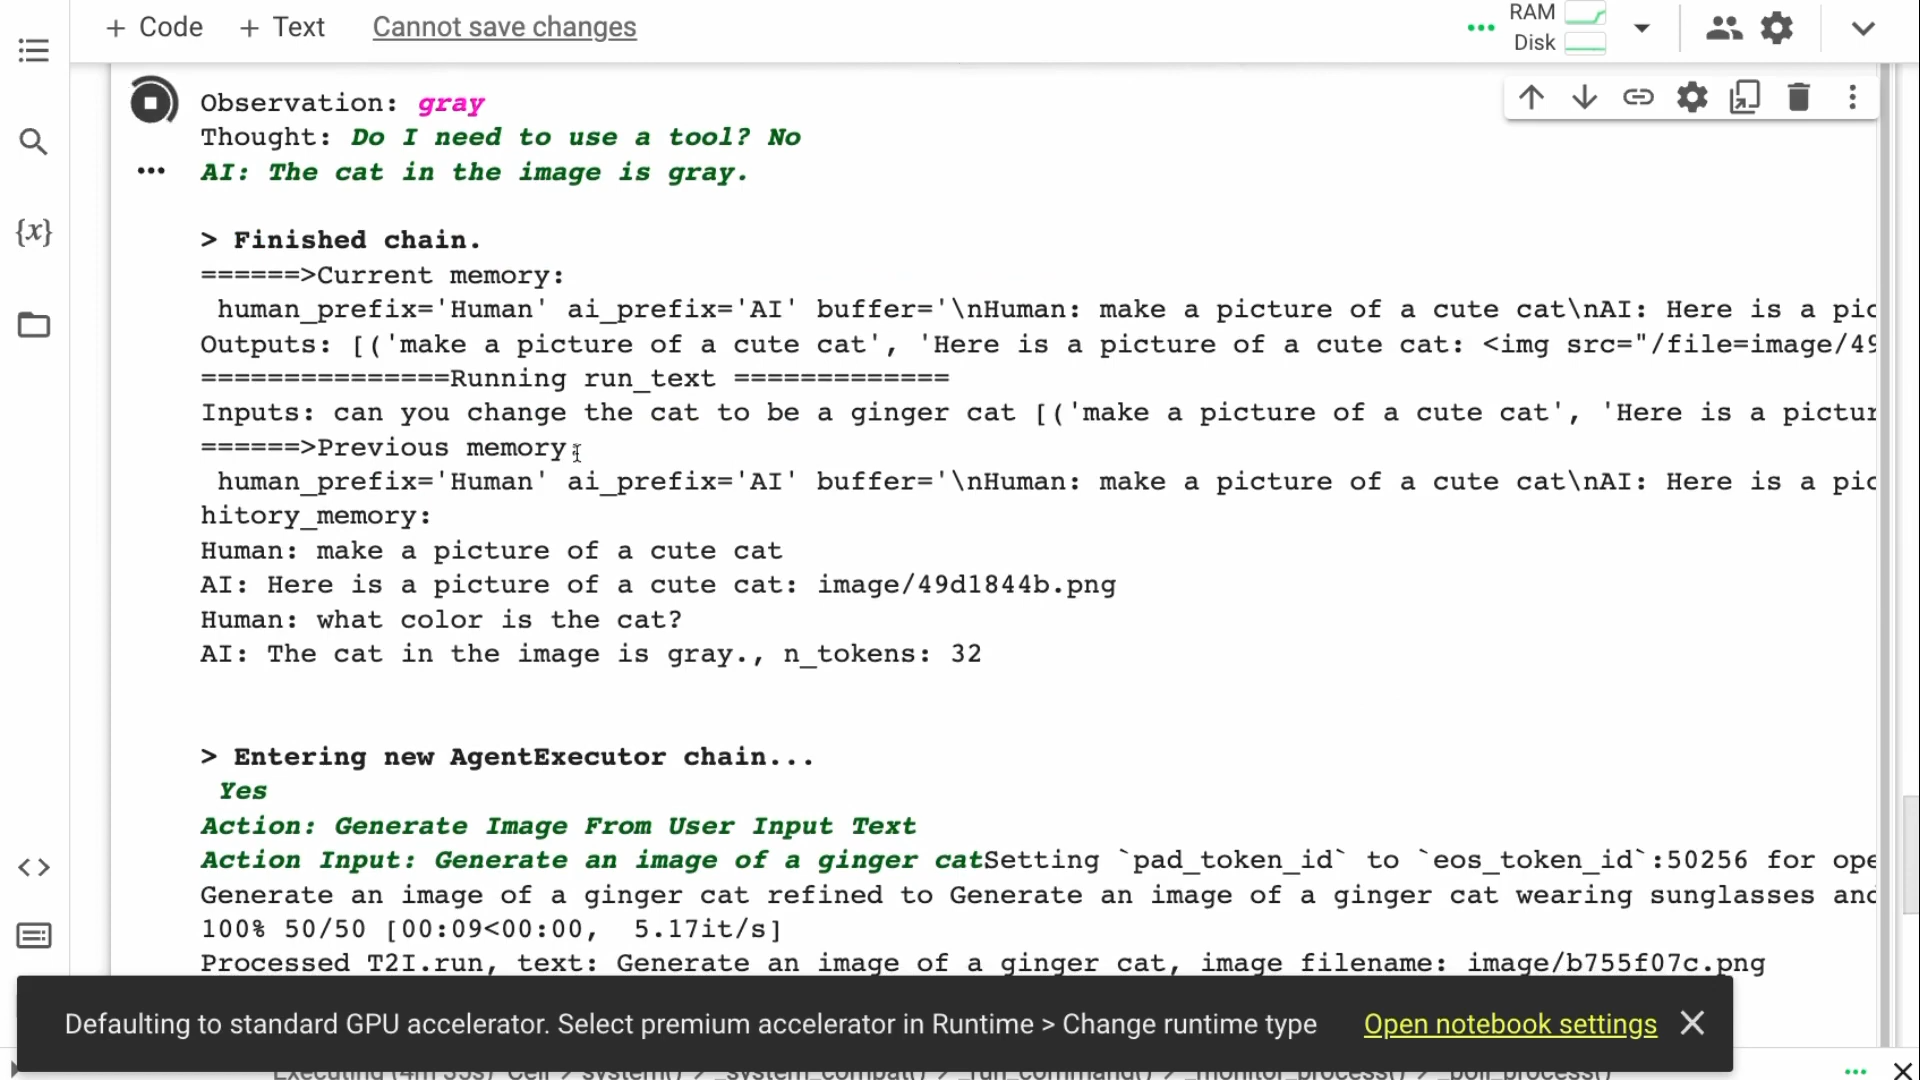 + Code + Text Cannot save changes
RAM
Disk
Observation: gray
Thought: Do I need to use a tool? No
AI: The cat in the image is gray.
{x}
> Finished chain.
======>Current memory:
human_prefix='Human' ai_prefix='AI' buffer='\nHuman: make a picture of a cute cat\nAI: Here is a pic
Outputs: [('make a picture of a cute cat', 'Here is a picture of a cute cat: <img src="/file=image/49
===============Running run_text =============
Inputs: can you change the cat to be a ginger cat [('make a picture of a cute cat', 'Here is a pictur
======>Previous memory:
human_prefix='Human' ai_prefix='AI' buffer='\nHuman: make a picture of a cute cat\nAI: Here is a pic
hitory_memory:
Human: make a picture of a cute cat
AI: Here is a picture of a cute cat: image/49d1844b.png
Human: what color is the cat?
AI: The cat in the image is gray., n_tokens: 32
> Entering new AgentExecutor chain...
Yes
Action: Generate Image From User Input Text
Action Input: Generate an image of a ginger catSetting `pad_token_id` to `eos_token_id`:50256 for ope
Generate an image of a ginger cat refined to Generate an image of a ginger cat wearing sunglasses and
100% 50/50 [00:09<00:00, 5.17it/s]
Processed T2I.run, text: Generate an image of a ginger cat, image filename: image/b755f07c.png
Defaulting to standard GPU accelerator. Select premium accelerator in Runtime > Change runtime type Open notebook settings
Executing (4m 35s) Cell > system() > _system_compat() > _run_command() > _monitor_process() > _poll_process()